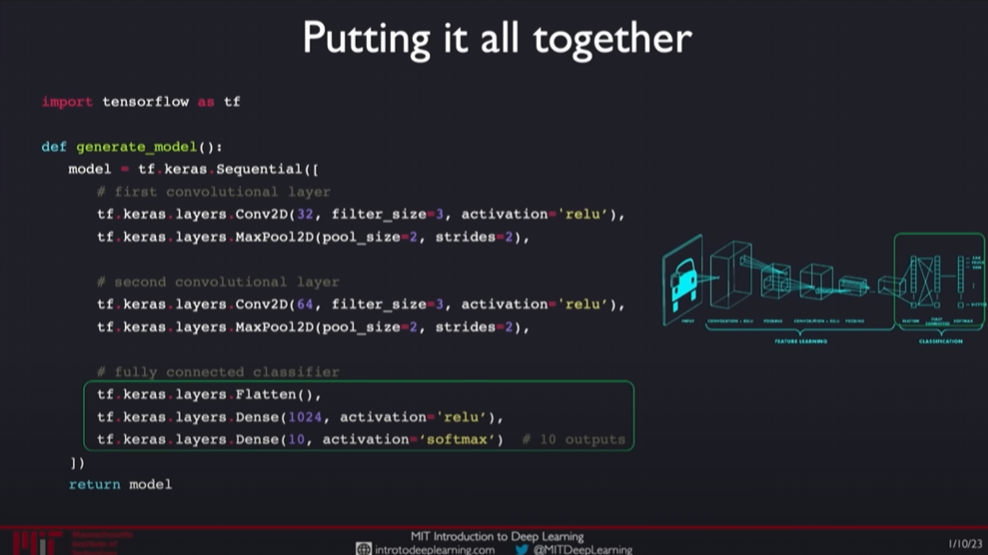 Putting it all together
import tensorflow as tf
def generate_model():
model = tf.keras.Sequential([
# first convolutional layer
tf.keras.layers.Conv2D(32, filter_size=3, activation='relu'),
tf.keras.layers.MaxPool2D(pool_size=2, strides=2),
# second convolutional layer
tf.keras.layers.Conv2D(64, filter_size=3, activation='relu'),
tf.keras.layers.MaxPool2D(pool_size=2, strides=2),
# fully connected classifier
tf.keras.layers.Flatten(),
tf.keras.layers.Dense(1024, activation='relu'),
tf.keras.layers.Dense(10, activation='softmax') # 10 outputs
])
return model
INPUT
CONVOLUTION + RELU
POOLING
CONVOLUTION + RELU
POOLING
FLATTEN
FULLY CONNECTED
SOFTMAX
FEATURE LEARNING
CLASSIFICATION
Massachusetts
Institute of
Technology
MIT Introduction to Deep Learning
introtodeeplearning.com @MITDeepLearning
1/10/23